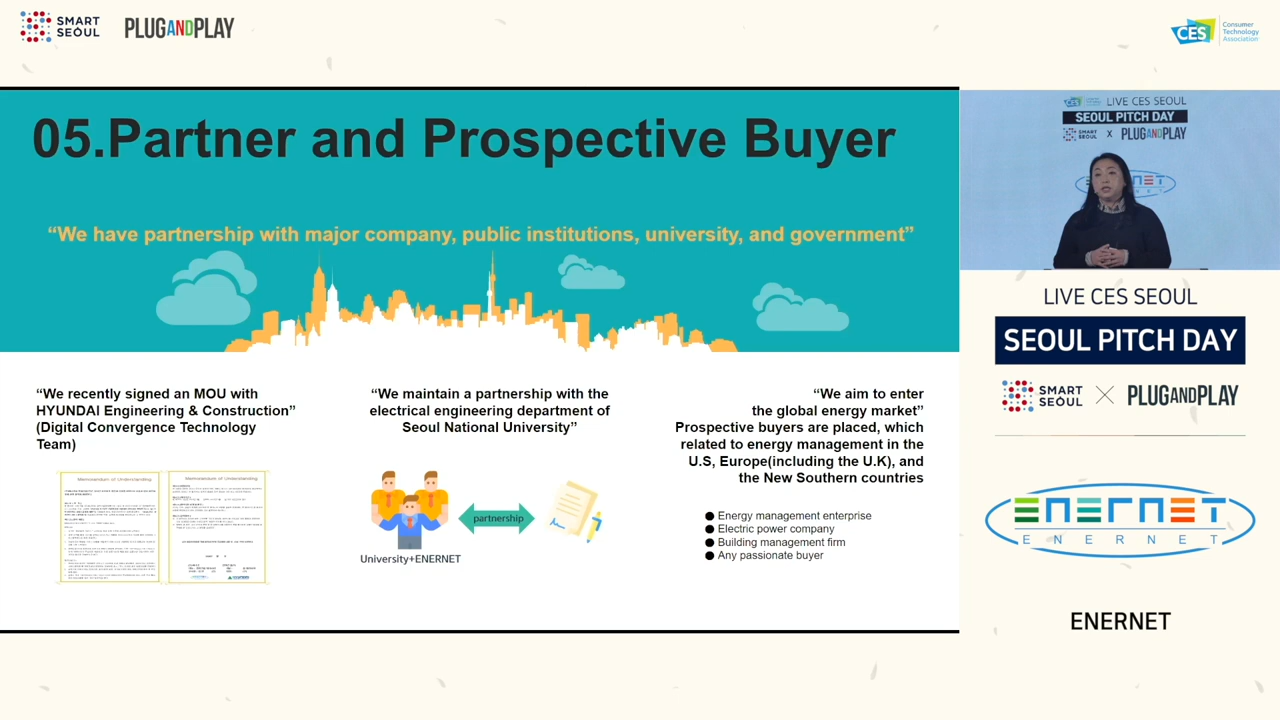 SMART
SEOUL
PLUGANDPLAY
CES
Consumer
Technology
Association
05.Partner and Prospective Buyer
“We have partnership with major company, public institutions, university, and government”
“We recently signed an MOU with
HYUNDAI Engineering & Construction”
(Digital Convergence Technology
Team)
Memorandum of Understanding
Memorandum of Understanding
“We maintain a partnership with the
electrical engineering department of
Seoul National University”
partnership
University+ENERNET
“We aim to enter
the global energy market”
Prospective buyers are placed, which
related to energy management in the
U.S, Europe(including the U.K), and
the New Southern countries
● Energy management enterprise
● Electric power company
● Building management firm
● Any passionate buyer
CES LIVE CES SEOUL
SEOUL PITCH DAY
SMART
SEOUL
X PLUGANDPLAY
ENERNET
LIVE CES SEOUL
SEOUL PITCH DAY
SMART
SEOUL
PLUGANDPLAY
ENERNET
ENERNET
ENERNET